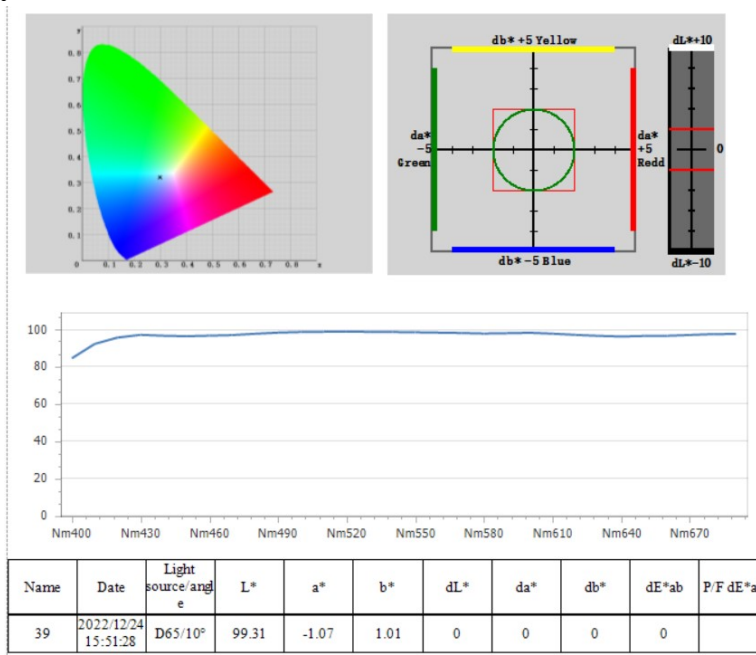 y
0.8
0.7
0.6
0.5
0.4
0.3
0.2
0.1
0 0.1 0.2 0.3 0.4 0.5 0.6 0.7 0.8 x
db* +5 Yellow
da*
-5
Green
da*
+5
Redd
db* -5 Blue
dL*+10
0
dL*-10
100
80
60
40
20
0
Nm400 Nm430 Nm460 Nm490 Nm520 Nm550 Nm580 Nm610 Nm640 Nm670
Name Date Light source/angl e L* a* b* dL* da* db* dE*ab P/F dE*a
39 2022/12/24 15:51:28 D65/10° 99.31 -1.07 1.01 0 0 0 0